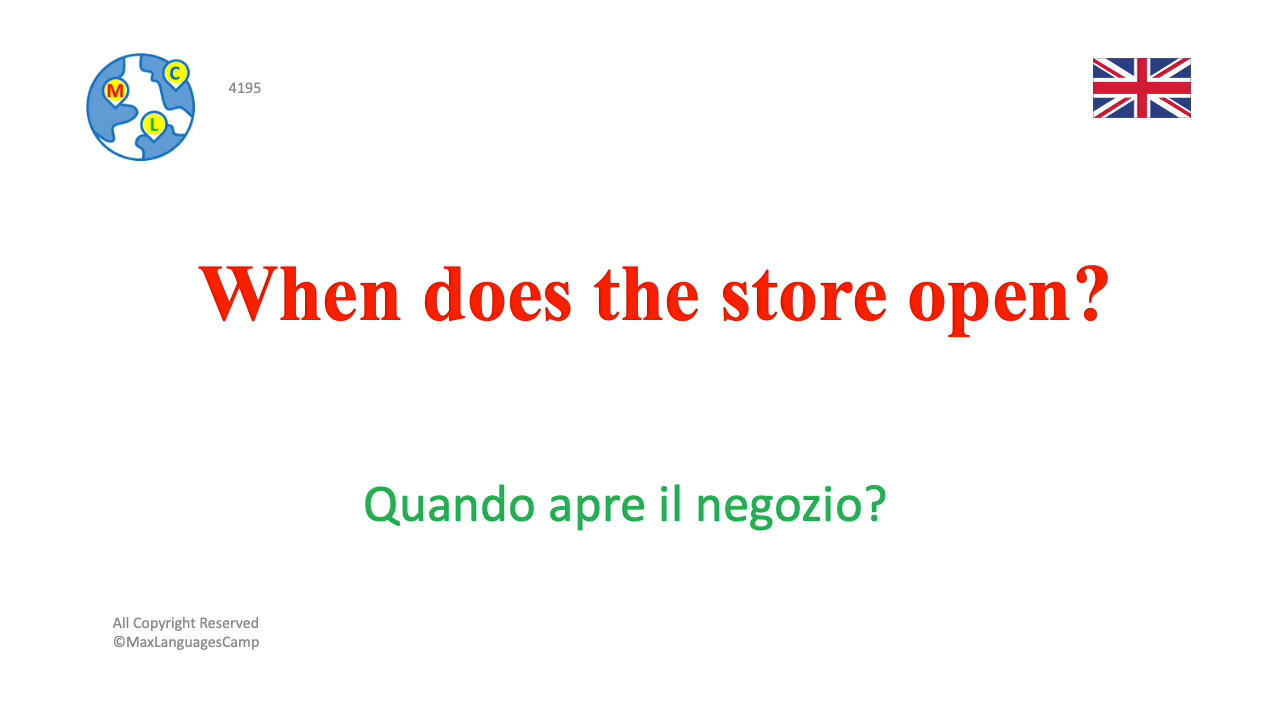 M
C
L
4195
When does the store open?
Quando apre il negozio?
All Copyright Reserved
©MaxLanguagesCamp